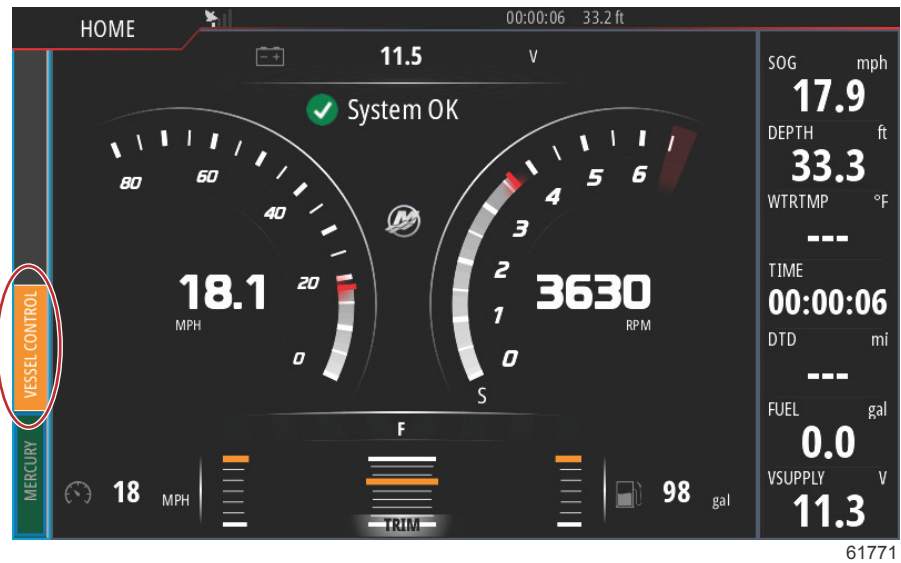 HOME
00:00:06 33.2 ft
11.5 V
System OK
80 60 40 20 0
18.1
MPH
6 5 4 3 2 1 0
3630
RPM
S
F
18 MPH
TRIM
98 gal
SOG mph
17.9
DEPTH ft
33.3
WTRTMP °F
---
TIME
00:00:06
DTD mi
---
FUEL gal
0.0
VSUPPLY V
11.3
VESSEL CONTROL
MERCURY
61771